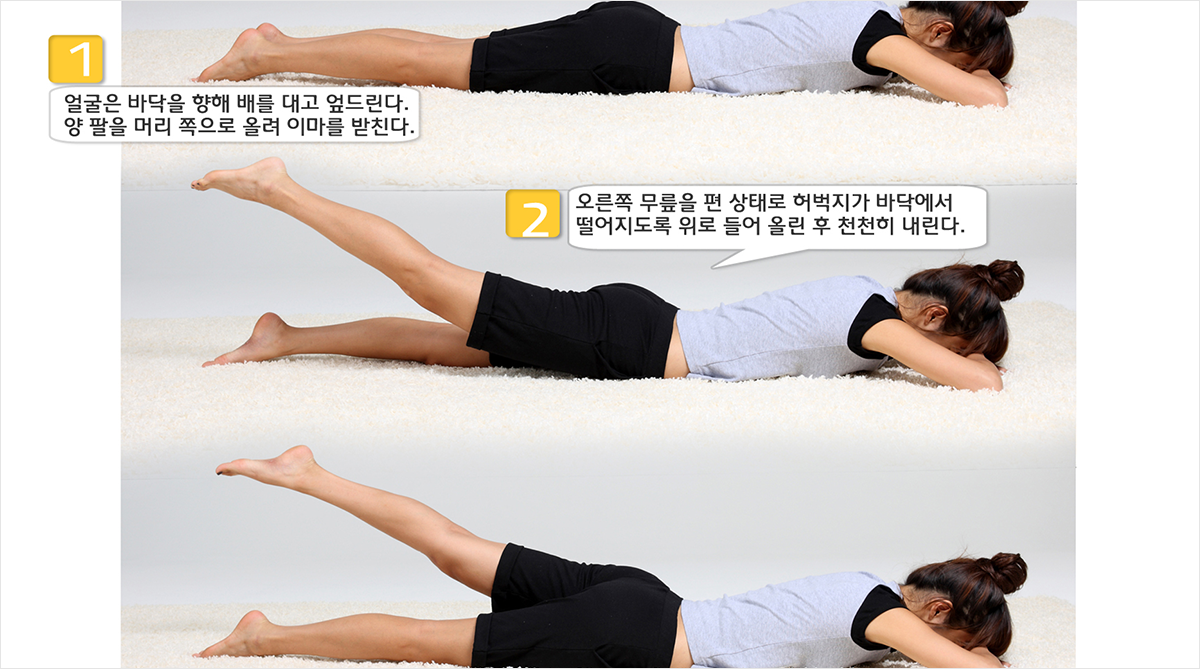 1
얼굴은 바닥을 향해 배를 대고 엎드린다.
양 팔을 머리 쪽으로 올려 이마를 받친다.
2
오른쪽 무릎을 편 상태로 허벅지가 바닥에서
떨어지도록 위로 들어 올린 후 천천히 내린다.